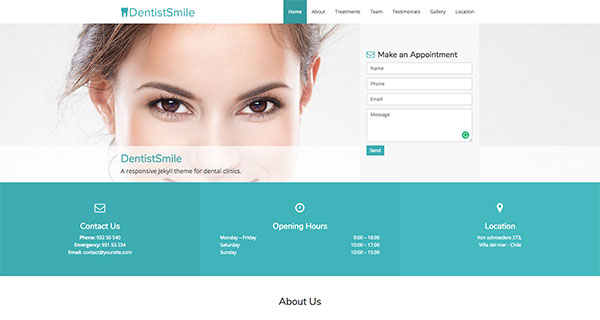 DentistSmile
Home About Treatments Team Testimonials Gallery Location
Make an Appointment
Name
Phone
Email
Message
Send
DentistSmile
A responsive Jekyll theme for dental clinics.
Contact Us
Phone: 952 50 540
Emergency: 931 53 234
Email: contact@yoursite.com
Opening Hours
Monday - Friday 9:00 - 18:00
Saturday 10:00 - 17:00
Sunday 10:00 - 15:00
Location
Von schroeders 273,
Viña del mar - Chile
About Us